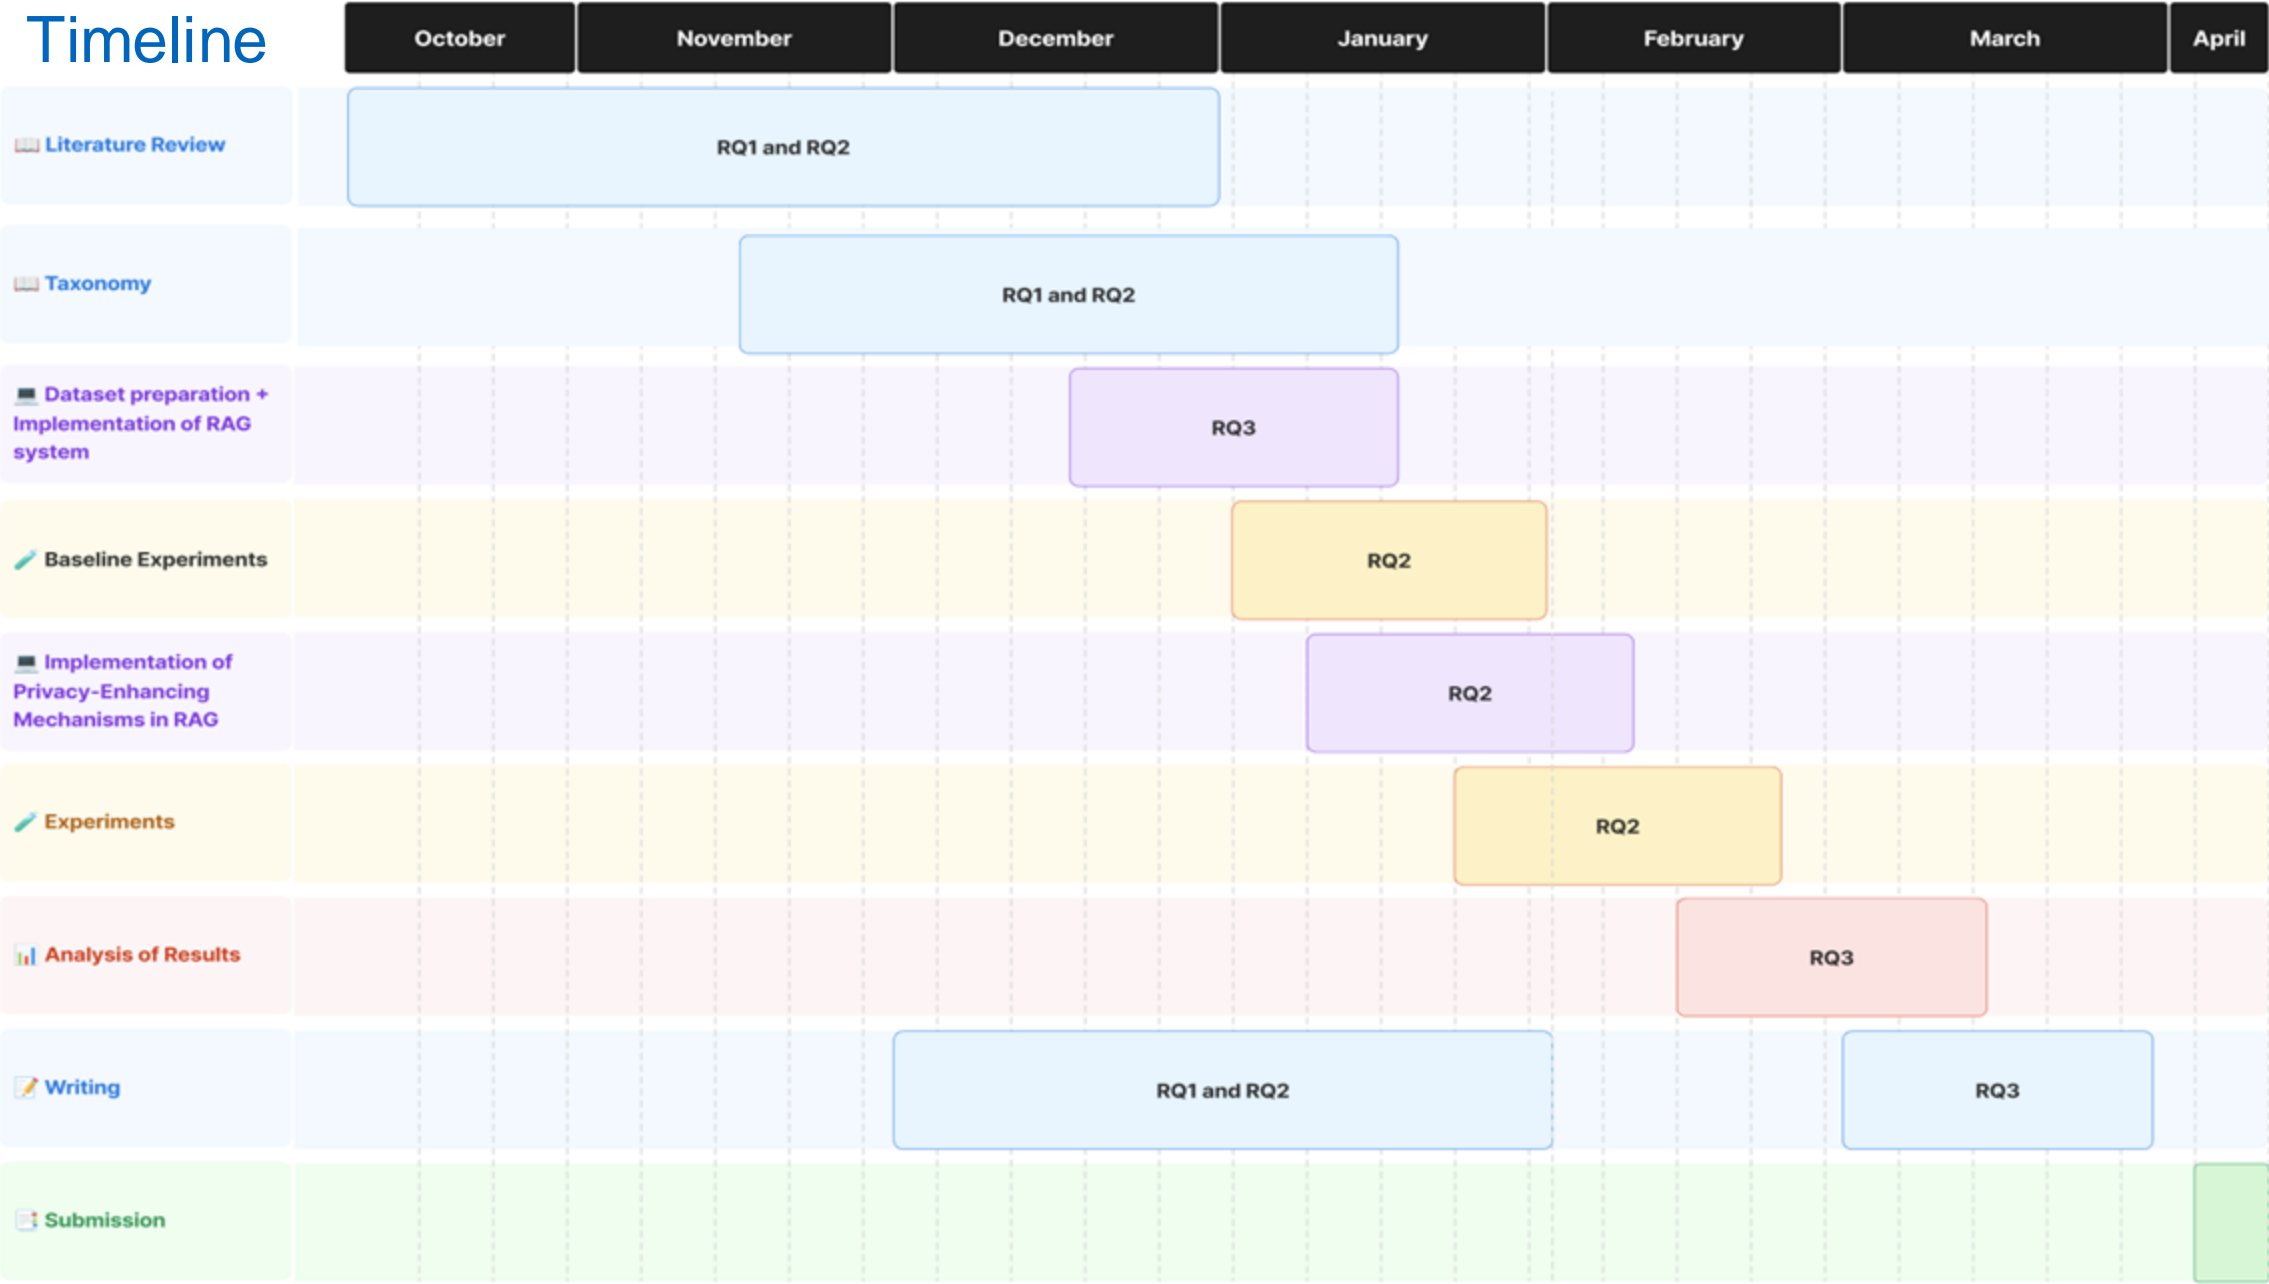 Timeline
October
November
December
January
February
March
April
Literature Review
RQ1 and RQ2
Taxonomy
RQ1 and RQ2
Dataset preparation +
Implementation of RAG
system
RQ3
Baseline Experiments
RQ2
Implementation of
Privacy-Enhancing
Mechanisms in RAG
RQ2
Experiments
RQ2
Analysis of Results
RQ3
Writing
RQ1 and RQ2
RQ3
Submission